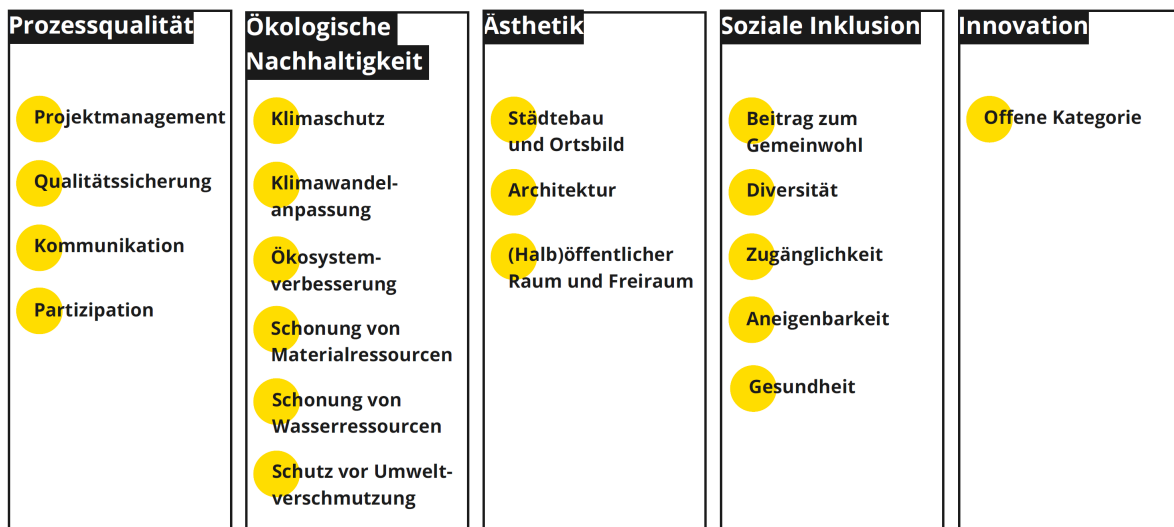 Prozessqualität
Projektmanagement
Qualitätssicherung
Kommunikation
Partizipation
Ökologische
Nachhaltigkeit
Klimaschutz
Klimawandel-
anpassung
Ökosystem-
verbesserung
Schonung von
Materialressourcen
Schonung von
Wasserressourcen
Schutz vor Umwelt-
verschmutzung
Ästhetik
Städtebau
und Ortsbild
Architektur
(Halb)öffentlicher
Raum und Freiraum
Soziale Inklusion
Beitrag zum
Gemeinwohl
Diversität
Zugänglichkeit
Aneigenbarkeit
Gesundheit
Innovation
Offene Kategorie